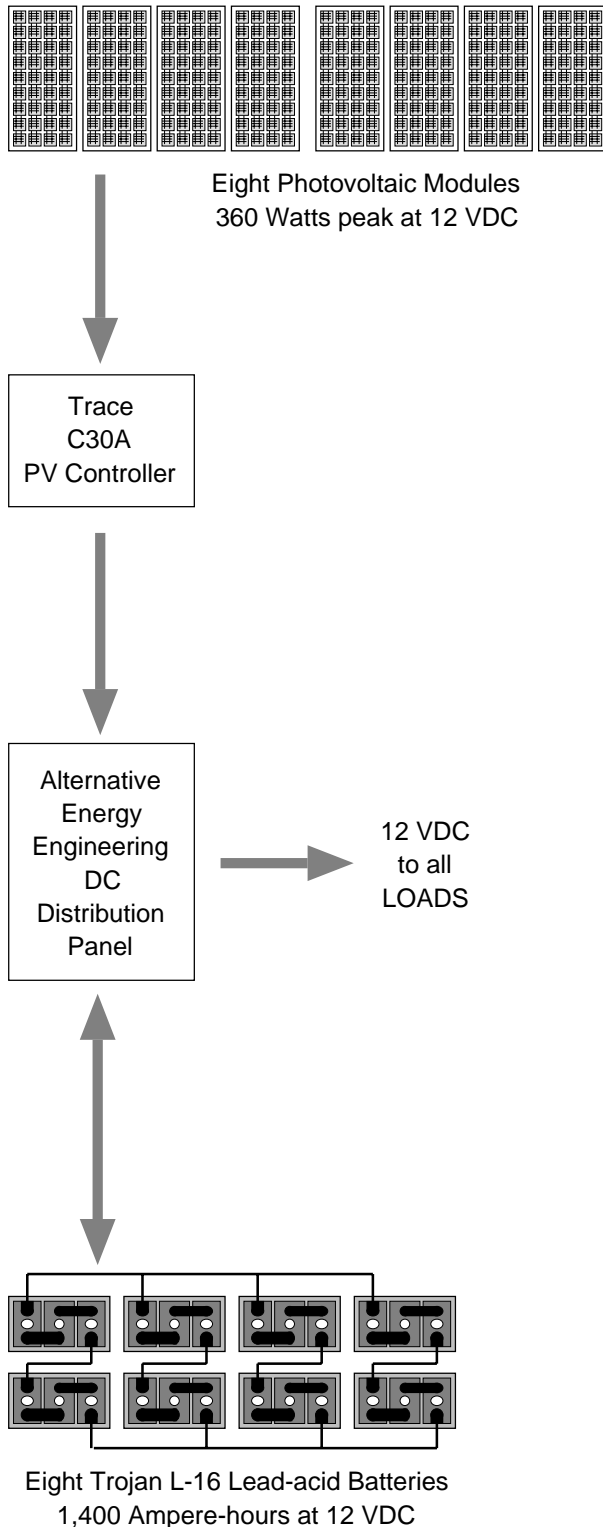 Eight Photovoltaic Modules
360 Watts peak at 12 VDC
Trace
C30A
PV Controller
Alternative
Energy
Engineering
DC
Distribution
Panel
12 VDC
to all
LOADS
Eight Trojan L-16 Lead-acid Batteries
1,400 Ampere-hours at 12 VDC